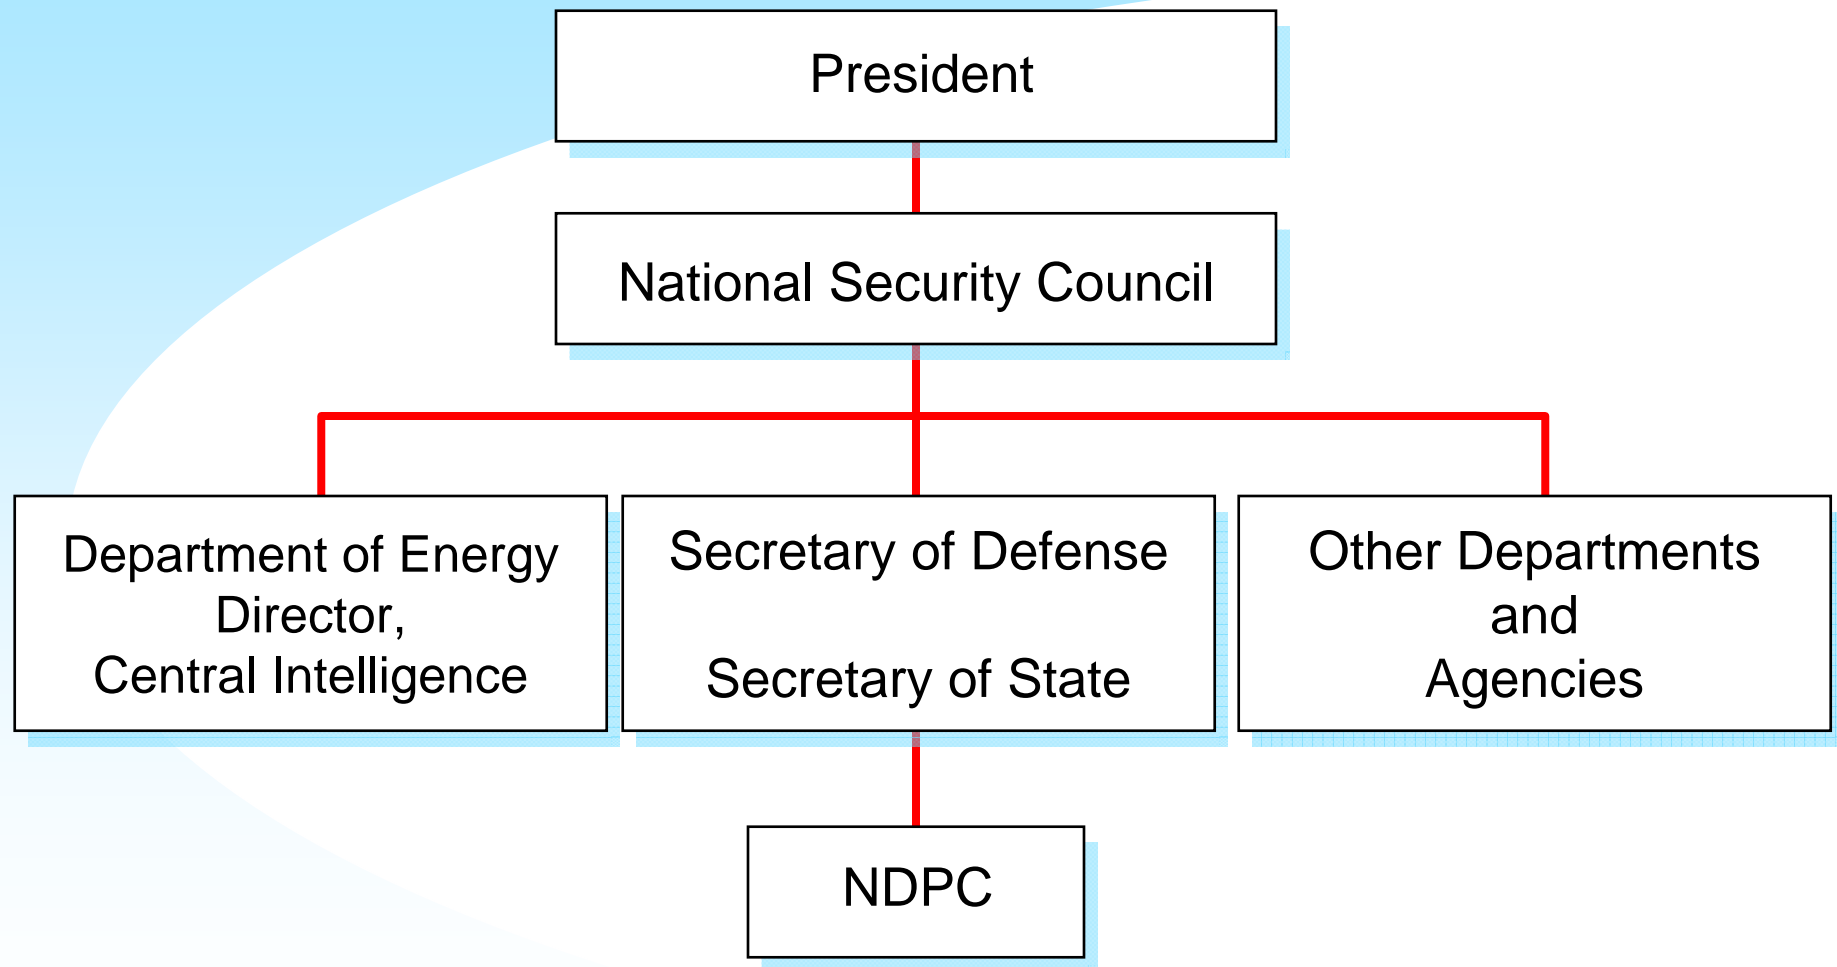 President
National Security Council
Department of Energy
Director,
Central Intelligence
Secretary of Defense
Secretary of State
Other Departments
and
Agencies
NDPC